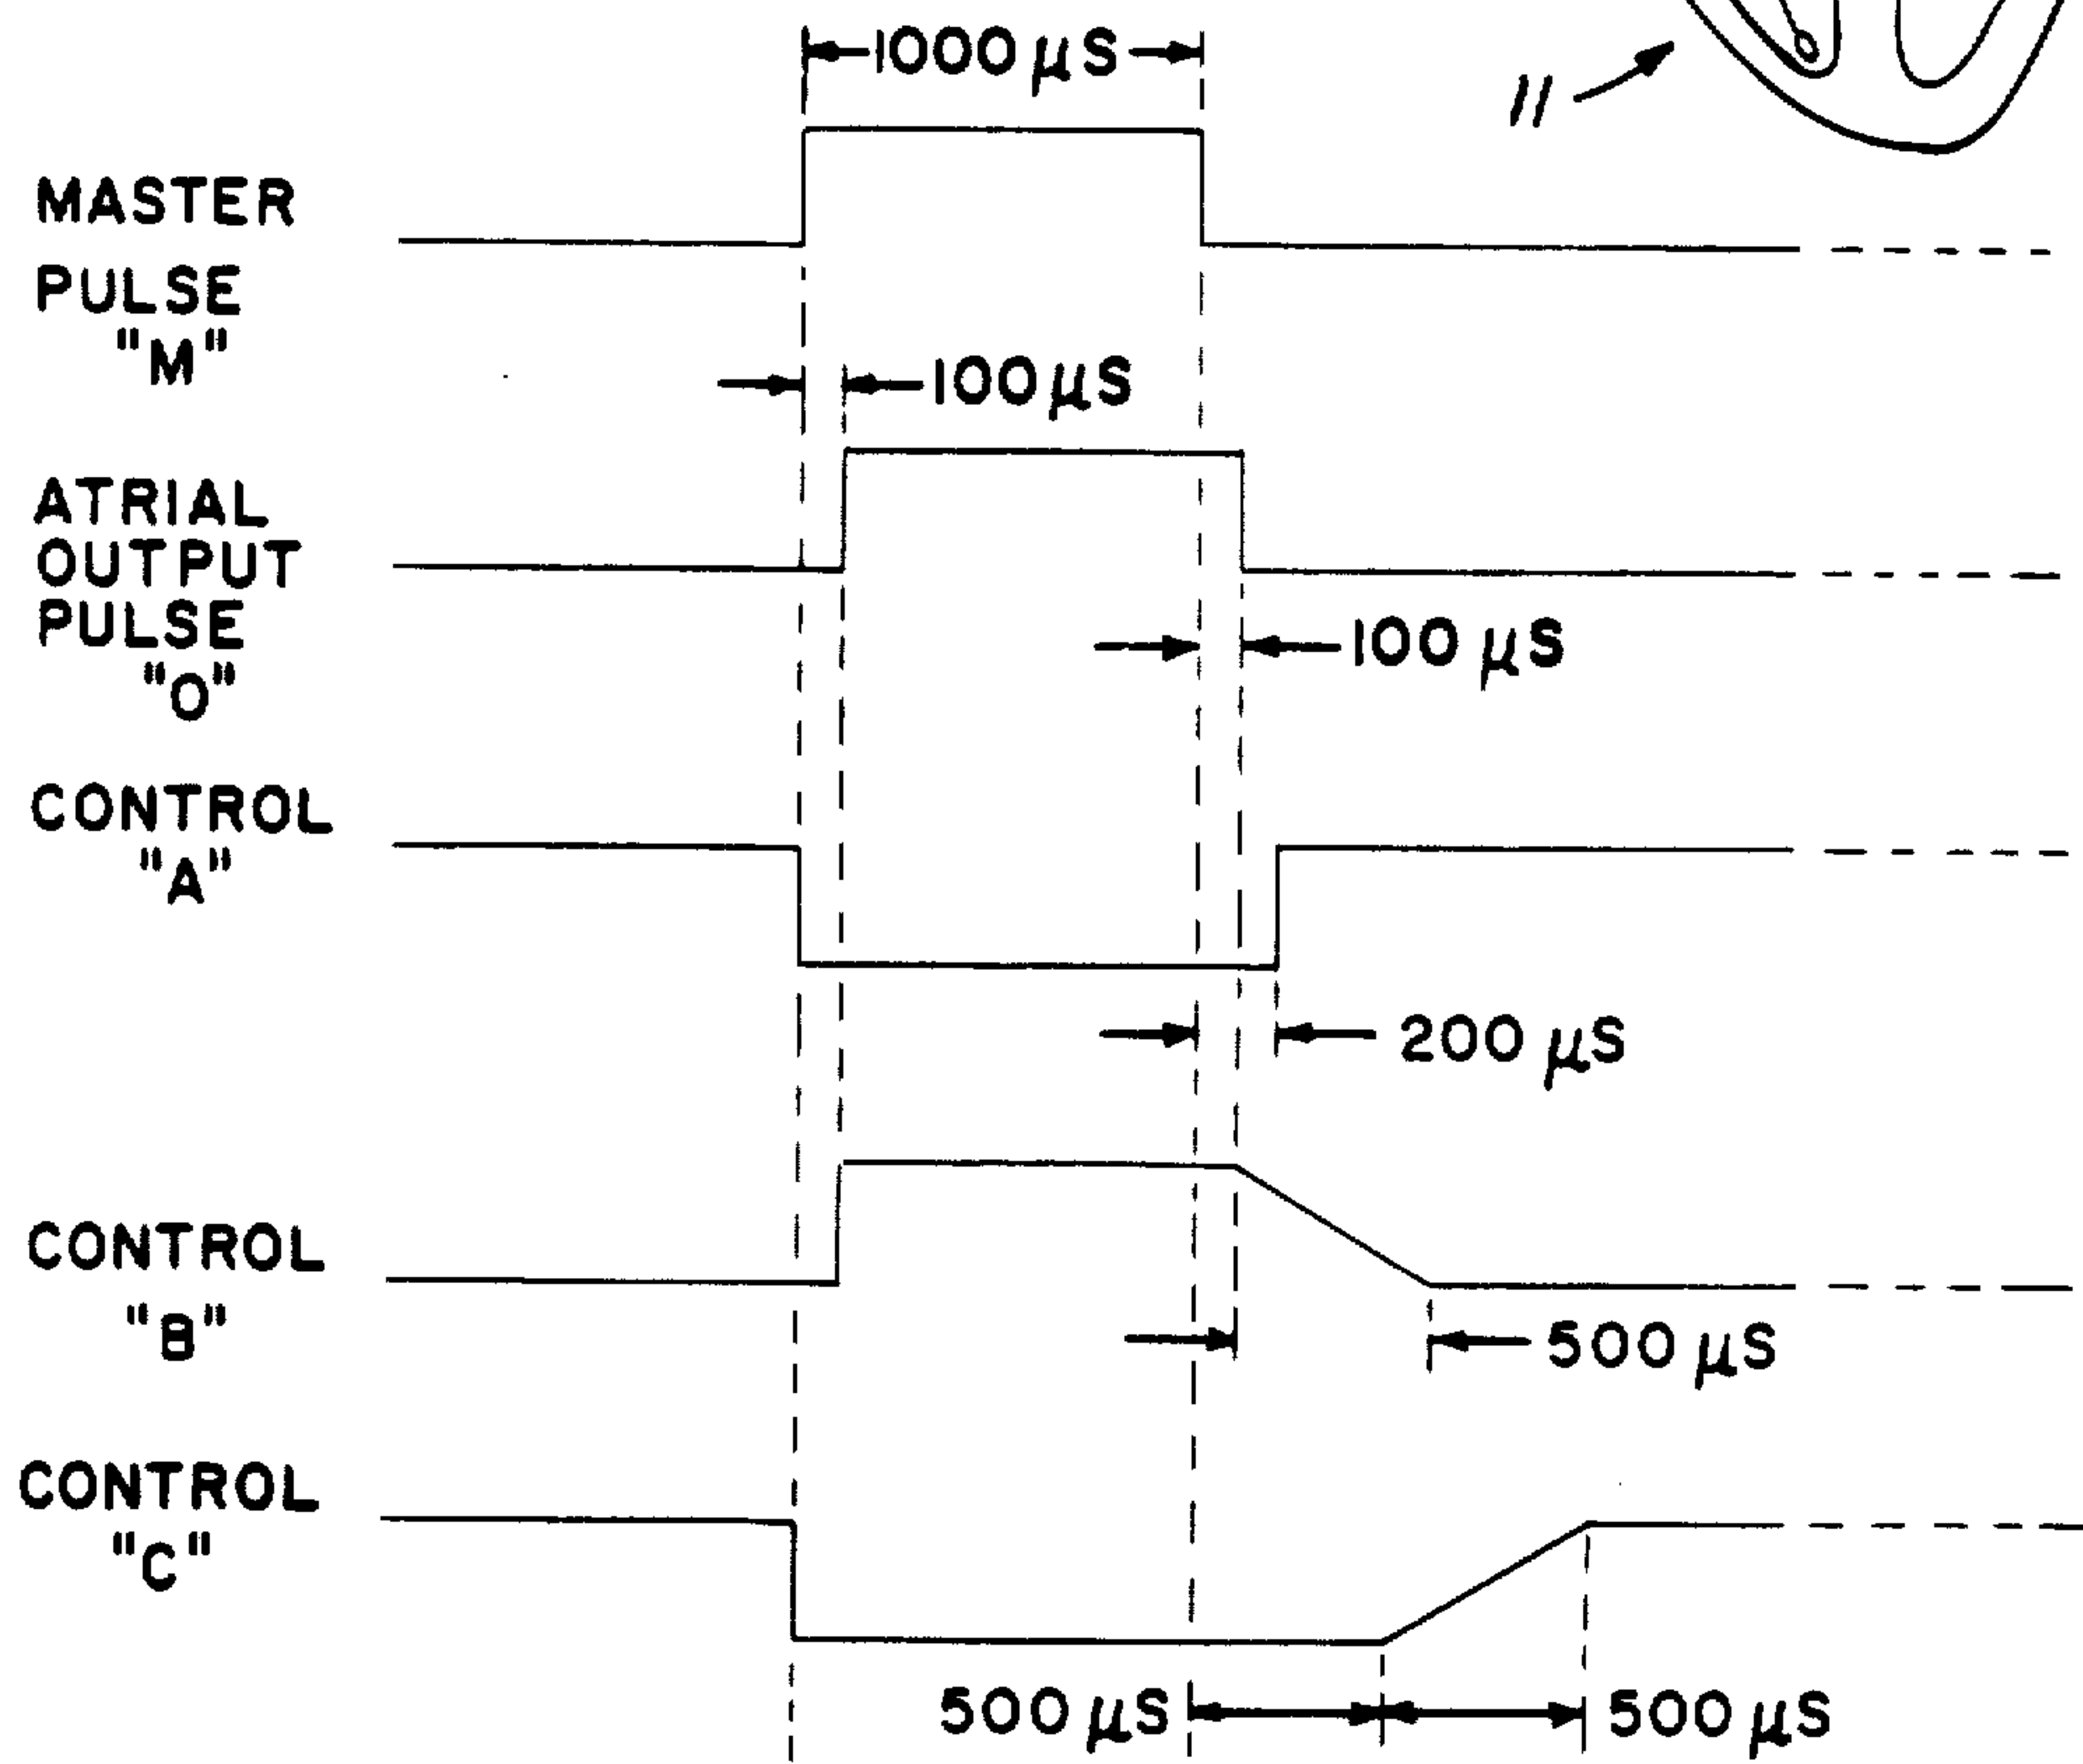 1000 µS
11
MASTER
PULSE
"M"
100 µS
ATRIAL
OUTPUT
PULSE
"O"
100 µS
CONTROL
"A"
200 µS
CONTROL
"B"
500 µS
CONTROL
"C"
500 µS
500 µS